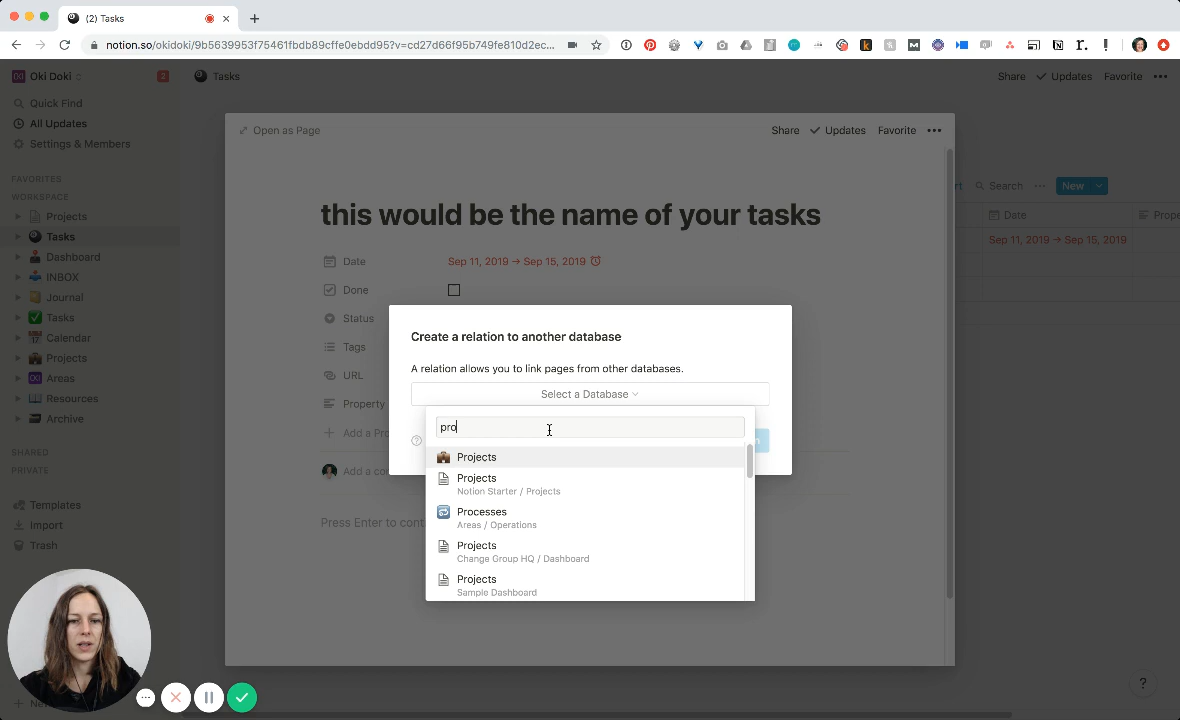 (2) Tasks
notion.so/okidoki/9b5639953f75461fbdb89cffe0ebdd95?v=cd27d66f95b749fe810d2ec...
Oki Doki
2
Tasks
Share
Updates
Favorite
Quick Find
All Updates
Settings & Members
FAVORITES
WORKSPACE
Projects
Tasks
Dashboard
INBOX
Journal
Tasks
Calendar
Projects
Areas
Resources
Archive
SHARED
PRIVATE
Templates
Import
Trash
Open as Page
Share
Updates
Favorite
Search
New
Date
Sep 11, 2019 → Sep 15, 2019
this would be the name of your tasks
Date
Sep 11, 2019 → Sep 15, 2019
Done
Status
Tags
URL
Property
Add a Pro
Add a co
Press Enter to cont
Create a relation to another database
A relation allows you to link pages from other databases.
Select a Database
pro
Projects
Projects
Notion Starter / Projects
Processes
Areas / Operations
Projects
Change Group HQ / Dashboard
Projects
Sample Dashboard
?